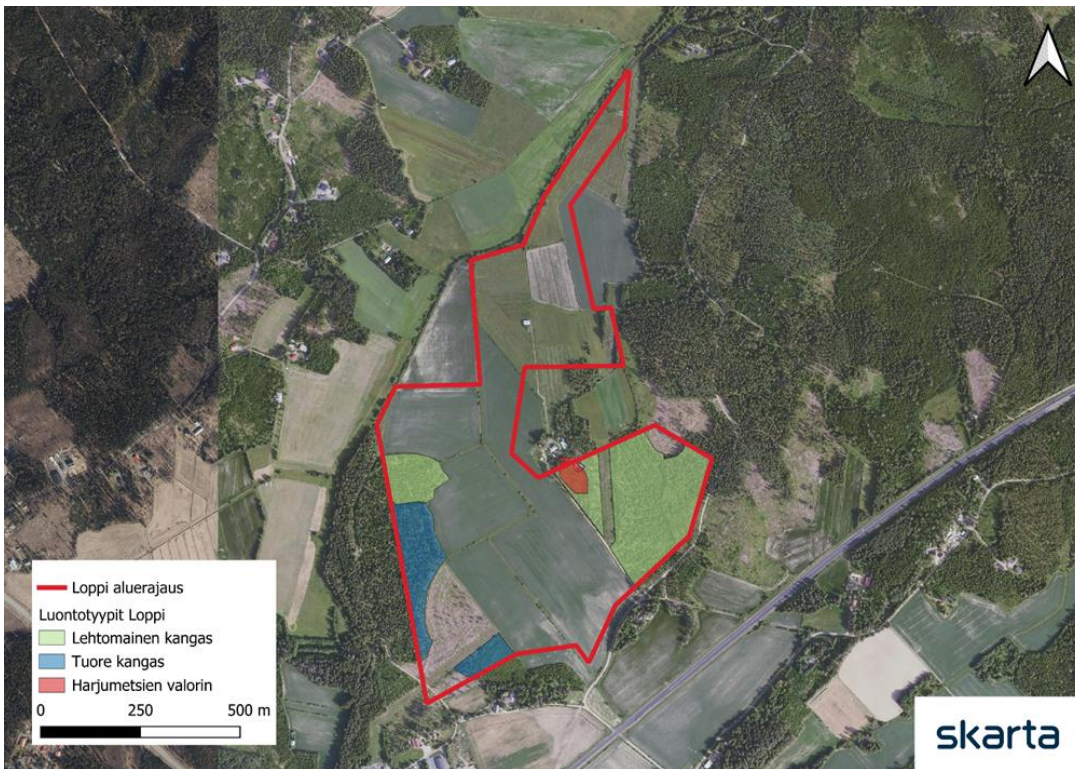 Loppi aluerajaus
Luontotyypit Loppi
Lehtomainen kangas
Tuore kangas
Harjumetsien valorin
0 250 500 m
skarta